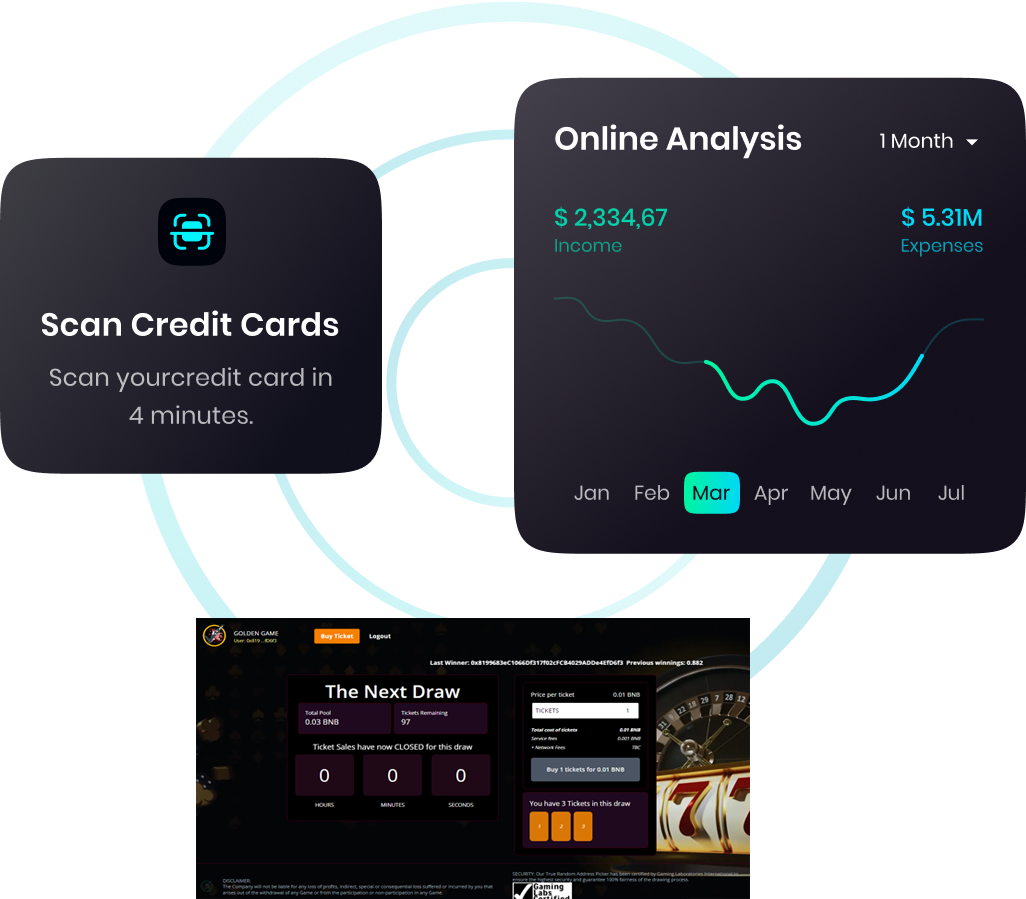 Online Analysis
1 Month
$ 2,334,67
$ 5.31M
Income
Expenses
Scan Credit Cards
Scan yourcredit card in
4 minutes.
Jan Feb Mar Apr May Jun Jul
GOLDEN GAME
User: 0x819 ...fD6f3
Buy Ticket
Logout
Last Winner: 0x8199683eC1066Df317f02cFCB4029ADDe4EfD6f3 Previous winnings: 0.882
The Next Draw
Total Pool
0.03 BNB
Tickets Remaining
97
Ticket Sales have now CLOSED for this draw
0 0 0
HOURS MINUTES SECONDS
Price per ticket 0.01 BNB
TICKETS 1
Total cost of tickets 0.01 BNB
Service fees 0.001 BNB
+ Network Fees TBC
Buy 1 tickets for 0.01 BNB
You have 3 Tickets in this draw
1 2 3
DISCLAIMER:
The Company will not be liable for any loss of profits, indirect, special or consequential loss suffered or incurred by you that
arises out of the withdrawal of any Game or from the participation or non-participation in any Game.
SECURITY: Our True Random Address Picker has been certified by Gaming Laboratories International to
ensure the highest security and guarantee 100% fairness of the drawing process.
Gaming
Labs
Certified